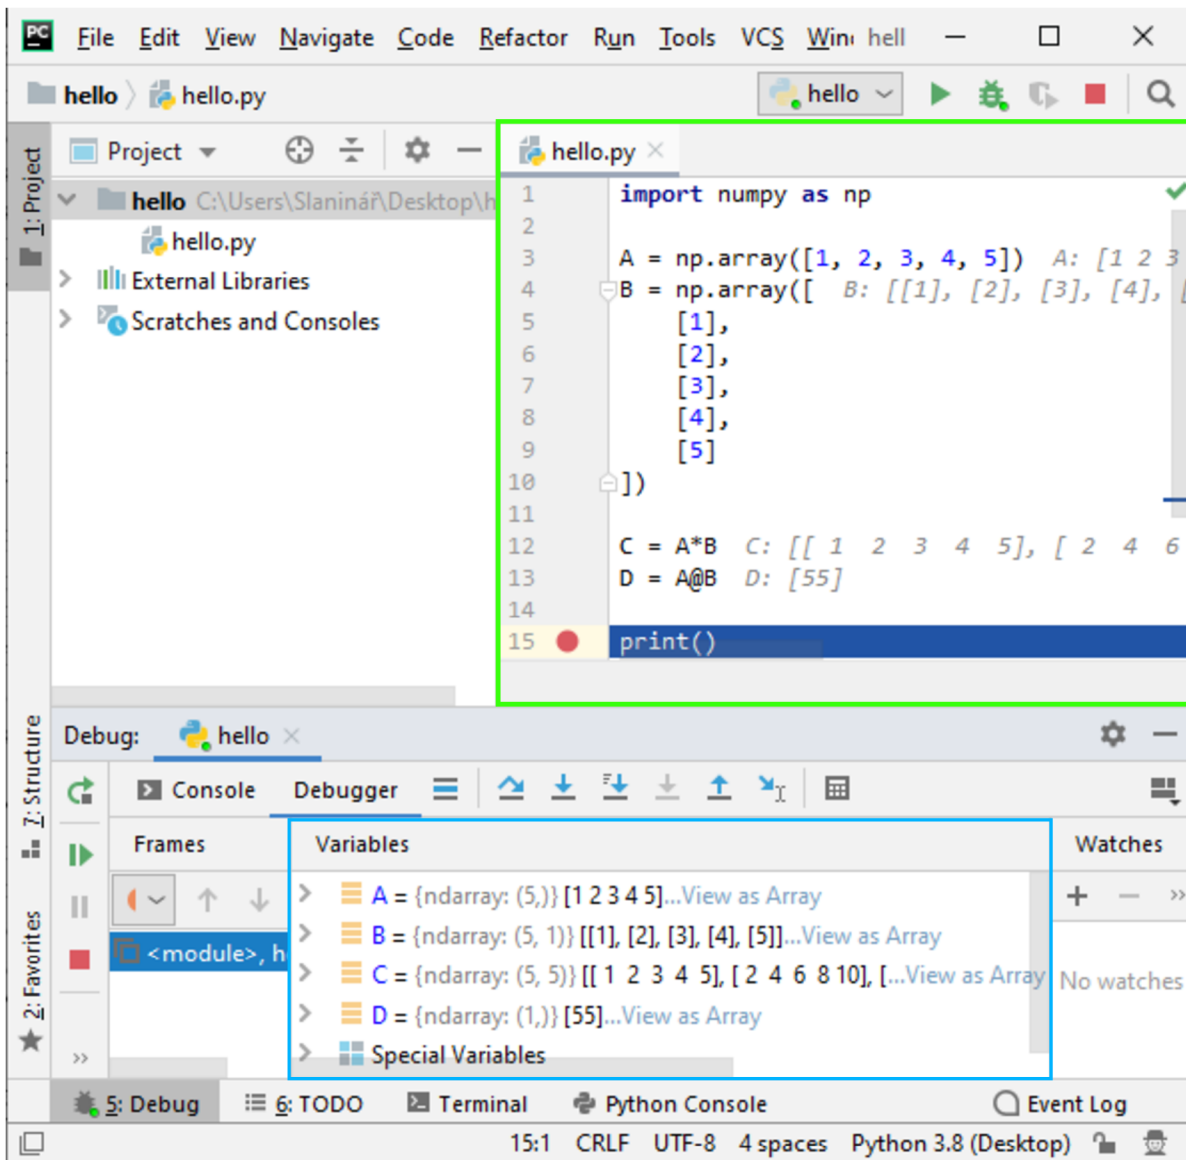 PC File Edit View Navigate Code Refactor Run Tools VCS Win hell
hello hello.py hello
1: Project
Project
hello C:\Users\Slaninář\Desktop\h
hello.py
External Libraries
Scratches and Consoles
hello.py
1 import numpy as np
2
3 A = np.array([1, 2, 3, 4, 5]) A: [1 2 3
4 B = np.array([ B: [[1], [2], [3], [4], [
5 [1],
6 [2],
7 [3],
8 [4],
9 [5]
10 ])
11
12 C = A*B C: [[ 1 2 3 4 5], [ 2 4 6
13 D = A@B D: [55]
14
15 print()
7: Structure
2: Favorites
Debug: hello
Console Debugger
Frames Variables Watches
<module>, h
A = {ndarray: (5,)} [1 2 3 4 5]...View as Array
B = {ndarray: (5, 1)} [[1], [2], [3], [4], [5]]...View as Array
C = {ndarray: (5, 5)} [[ 1 2 3 4 5], [ 2 4 6 8 10], [...View as Array
D = {ndarray: (1,)} [55]...View as Array
Special Variables
No watches
5: Debug 6: TODO Terminal Python Console Event Log
15:1 CRLF UTF-8 4 spaces Python 3.8 (Desktop)